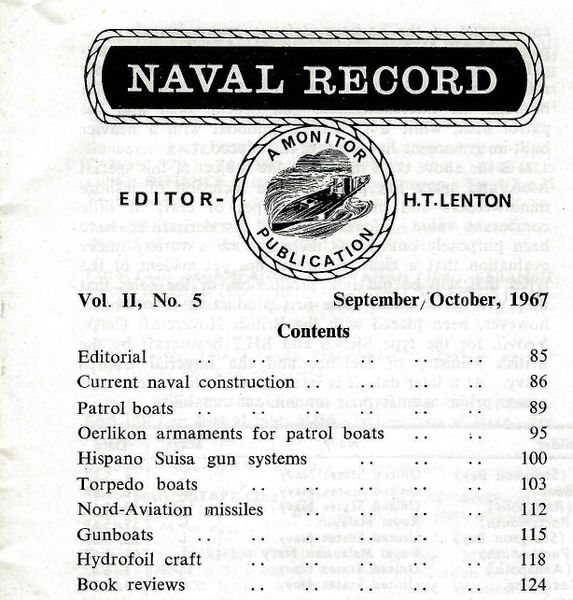 NAVAL RECORD
A MONITOR
EDITOR- H.T.LENTON
PUBLICATION
Vol. II, No. 5 September/October, 1967
Contents
Editorial .. .. .. .. .. 85
Current naval construction .. .. .. .. 86
Patrol boats .. .. .. .. .. 89
Oerlikon armaments for patrol boats .. .. 95
Hispano Suisa gun systems .. .. .. 100
Torpedo boats .. .. .. .. 103
Nord-Aviation missiles .. .. .. 112
Gunboats .. .. .. .. .. 115
Hydrofoil craft .. .. .. .. 118
Book reviews .. .. .. .. 124